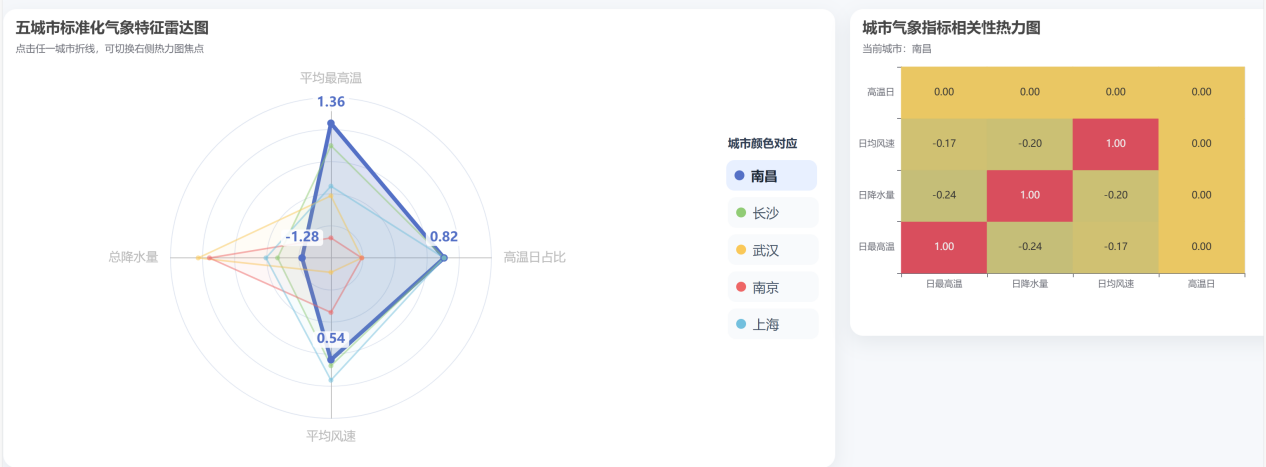 五城市标准化气象特征雷达图
点击任一城市折线，可切换右侧热力图焦点
平均最高温
1.36
-1.28
0.82
总降水量
高温日占比
0.54
平均风速
城市颜色对应
南昌
长沙
武汉
南京
上海
城市气象指标相关性热力图
当前城市：南昌
高温日 0.00 0.00 0.00 0.00
日均风速 -0.17 -0.20 1.00 0.00
日降水量 -0.24 1.00 -0.20 0.00
日最高温 1.00 -0.24 -0.17 0.00
日最高温 日降水量 日均风速 高温日